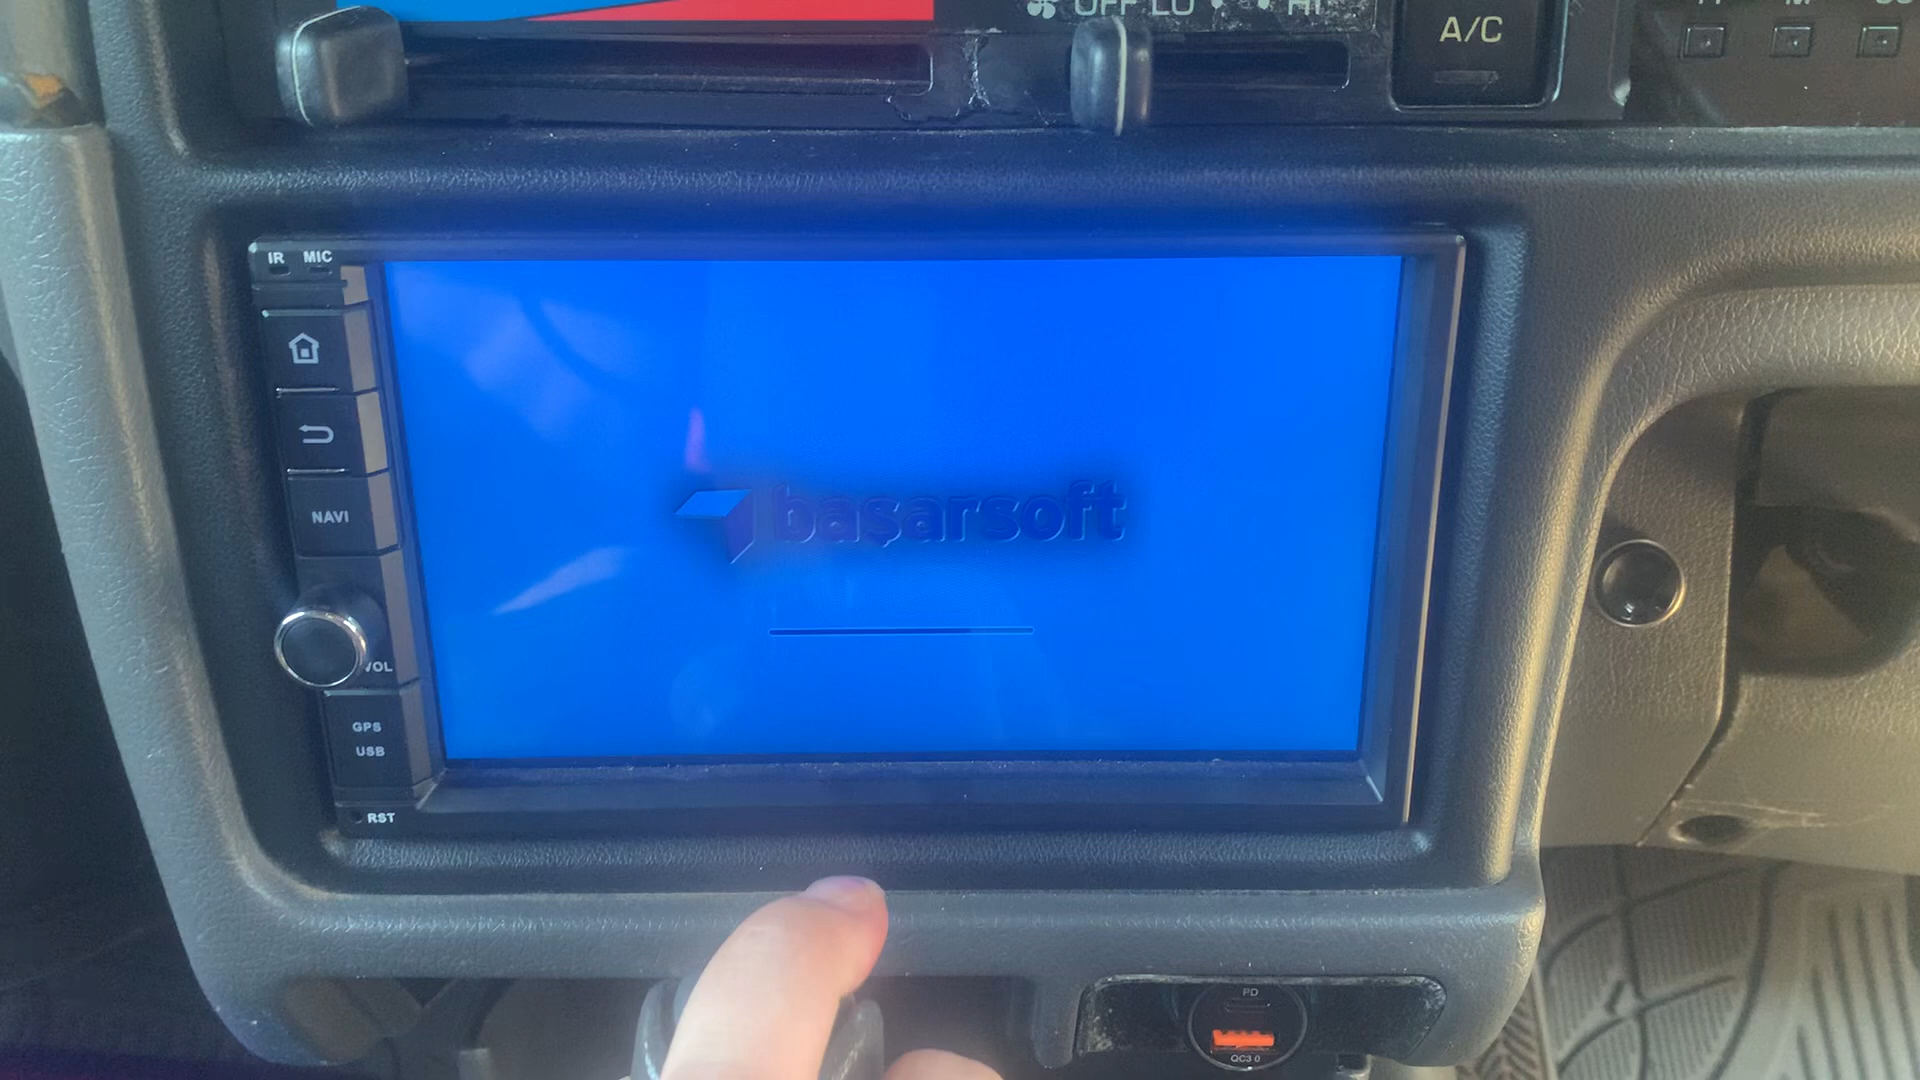 OFF LO • • HI
A/C
IR MIC
NAVI
VOL
GPS
USB
RST
başarsoft
PD
QC3.0